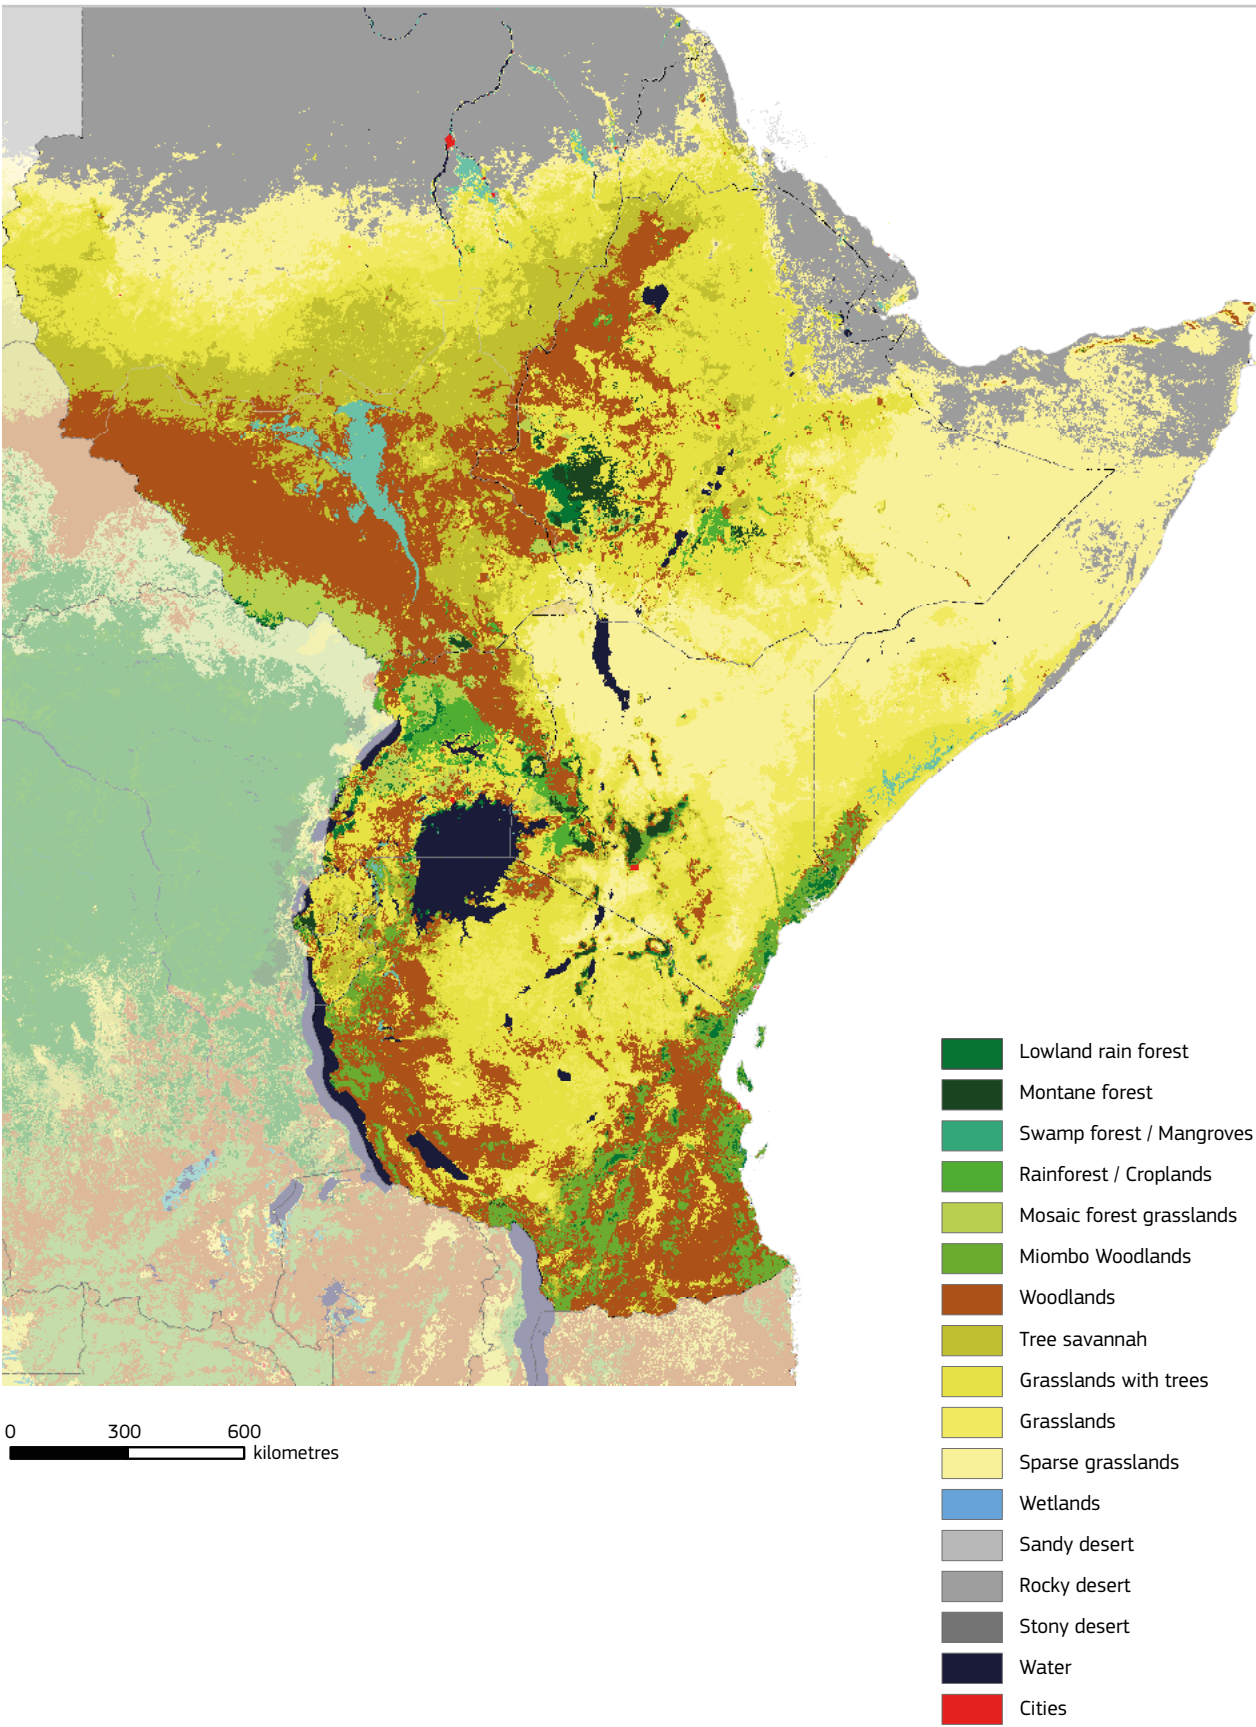 Lowland rain forest
Montane forest
Swamp forest / Mangroves
Rainforest / Croplands
Mosaic forest grasslands
Miombo Woodlands
Woodlands
Tree savannah
Grasslands with trees
Grasslands
Sparse grasslands
Wetlands
Sandy desert
Rocky desert
Stony desert
Water
Cities
0 300 600
kilometres